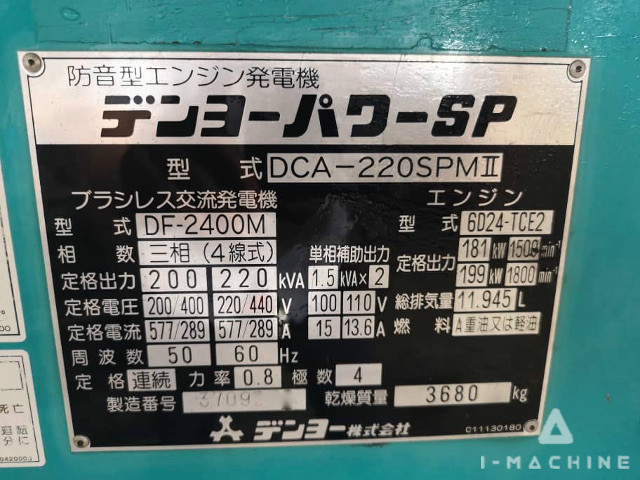 防音型エンジン発電機
デンヨーパワーSP
型式 DCA-220SPMⅡ
ブラシレス交流発電機 エンジン
型式 DF-2400M 型式 6D24-TCE2
相数 三相(4線式) 単相補助出力 定格出力 181 kW 1500 min-1
定格出力 200 220 kVA 1.5 kVA×2 199 kW 1800 min-1
定格電圧 200/400 220/440 V 100 110 V 総排気量 11.945 L
定格電流 577/289 577/289 A 15 13.6 A 燃料 A重油又は軽油
周波数 50 60 Hz
定格 連続 力率 0.8 極数 4
製造番号 乾燥質量 3680 kg
デンヨー株式会社 C11130180
死亡
I-MACHINE